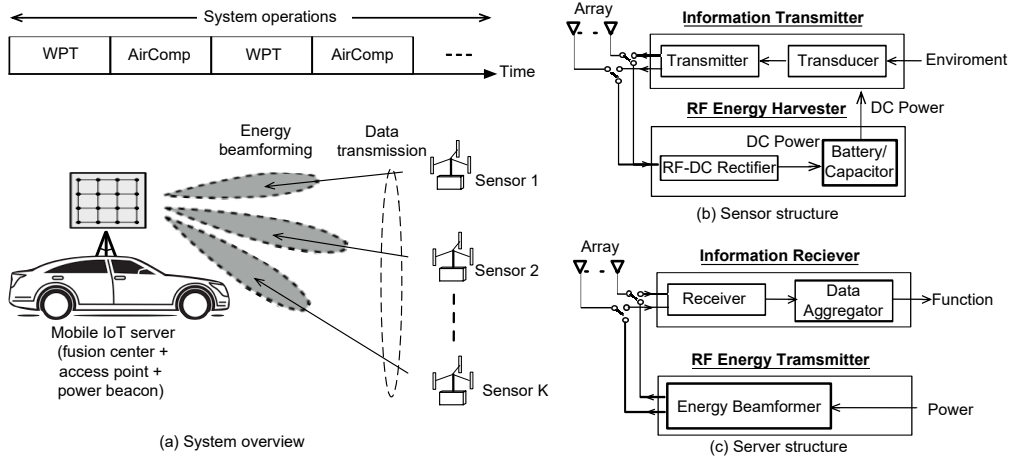 System operations
WPT
AirComp
WPT
AirComp
Time
Energy
beamforming
Data
transmission
Sensor 1
Sensor 2
Sensor K
Mobile IoT server
(fusion center +
access point +
power beacon)
(a) System overview
Array
Information Transmitter
Transmitter
Transducer
Enviroment
RF Energy Harvester
DC Power
DC Power
RF-DC Rectifier
Battery/
Capacitor
(b) Sensor structure
Array
Information Reciever
Receiver
Data
Aggregator
Function
RF Energy Tramsmitter
Energy Beamformer
Power
(c) Server structure